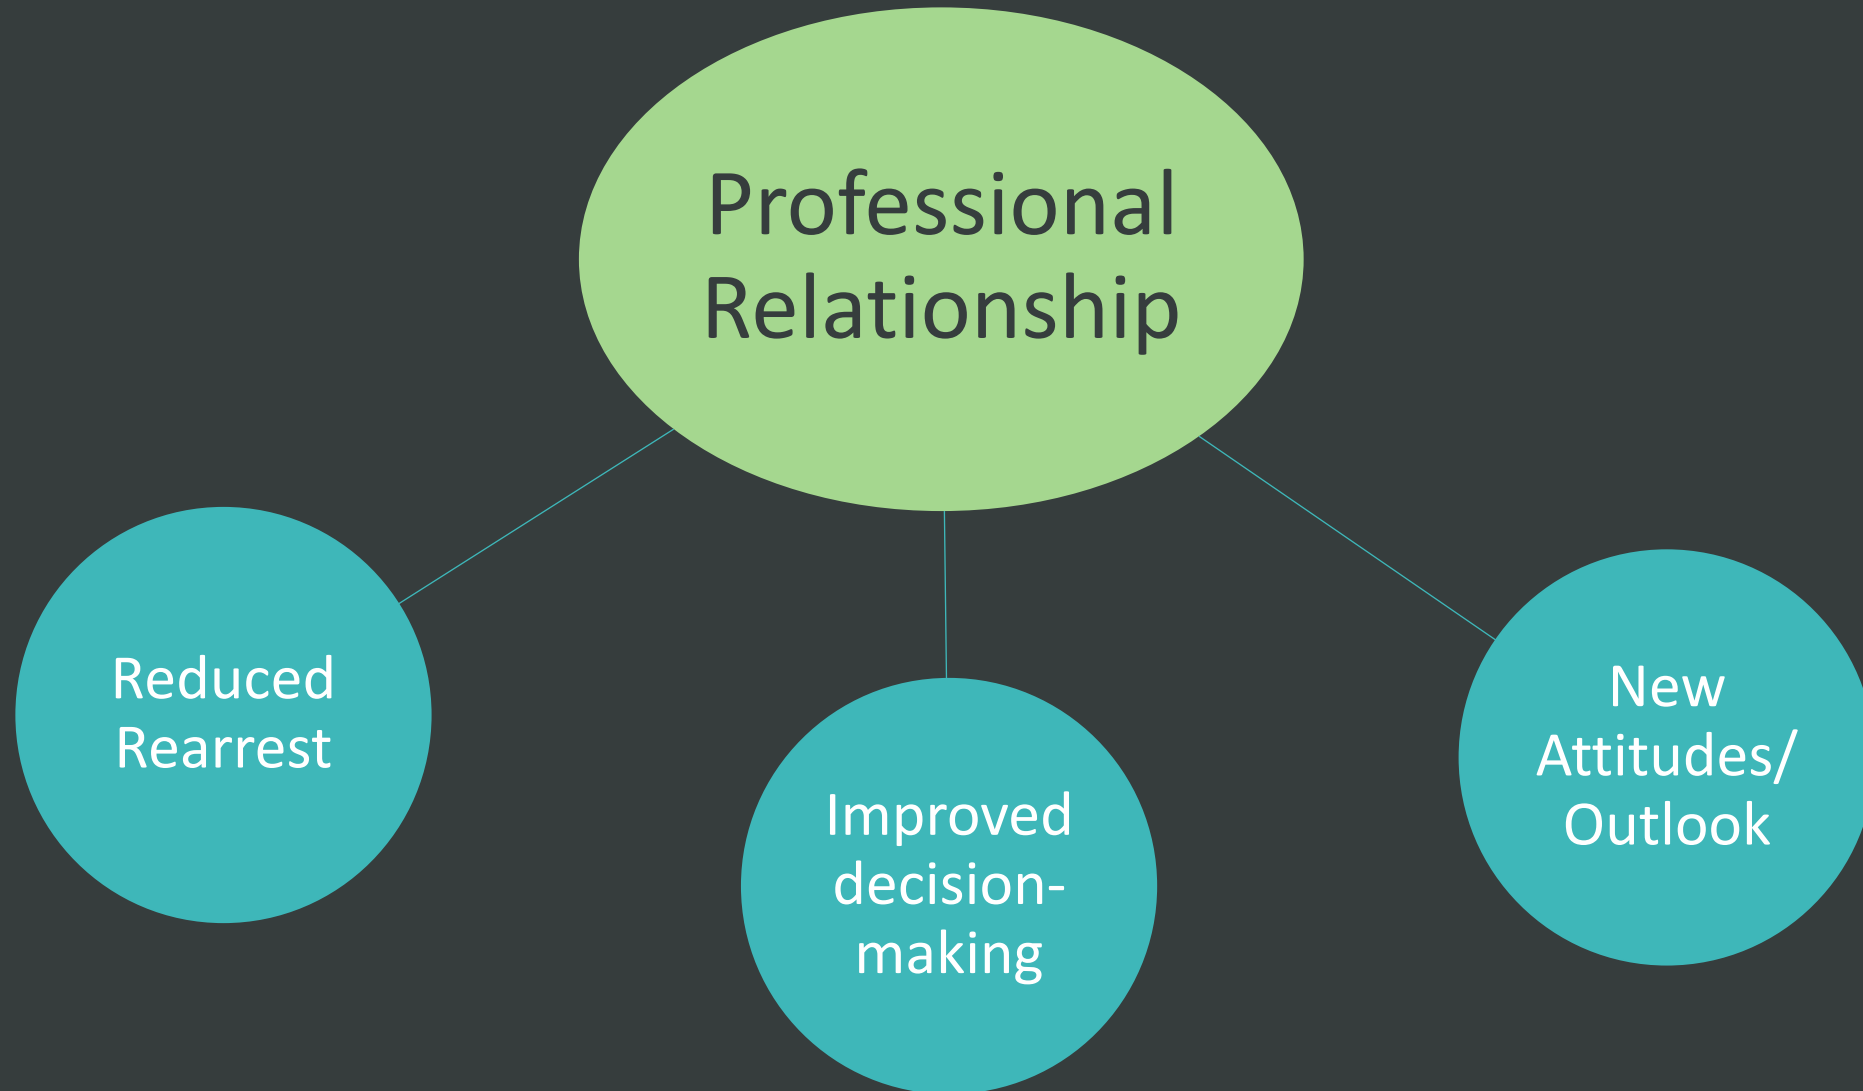 Professional
Relationship
Reduced
Rearrest
Improved
decision-
making
New
Attitudes/
Outlook